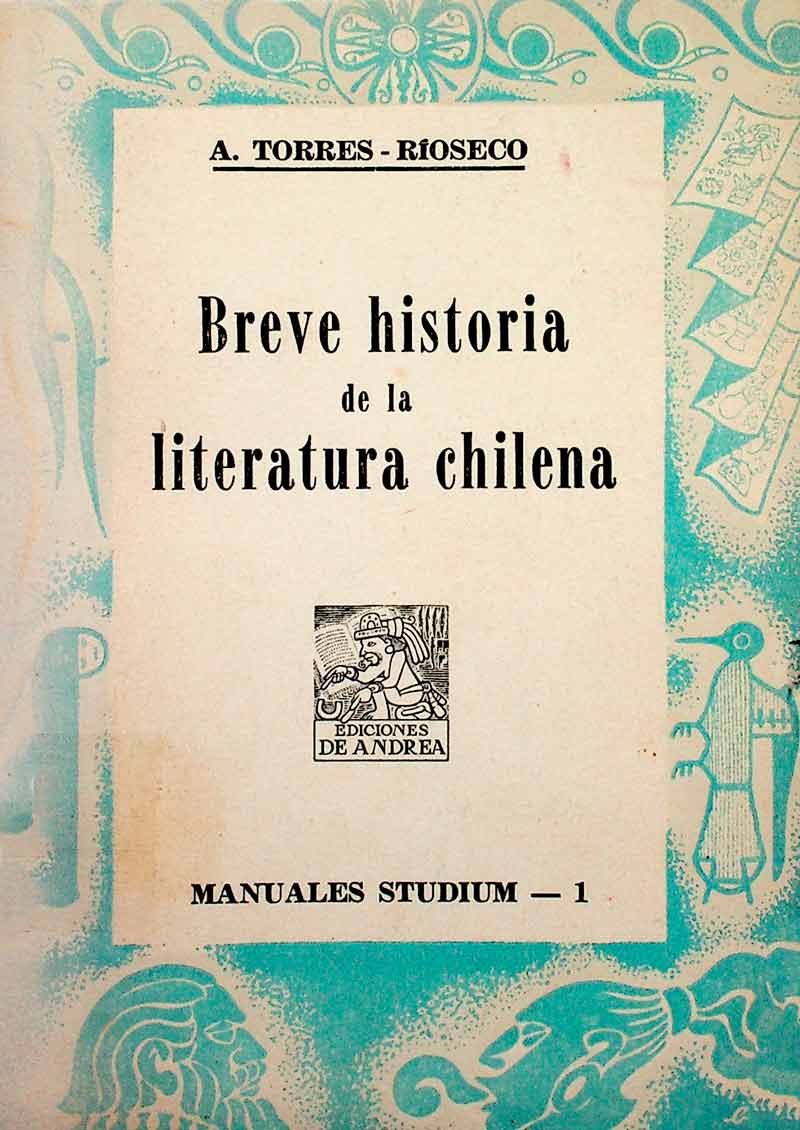 A. TORRES - RÍOSECO
Breve historia
de la
literatura chilena
EDICIONES
DE ANDREA
MANUALES STUDIUM — 1